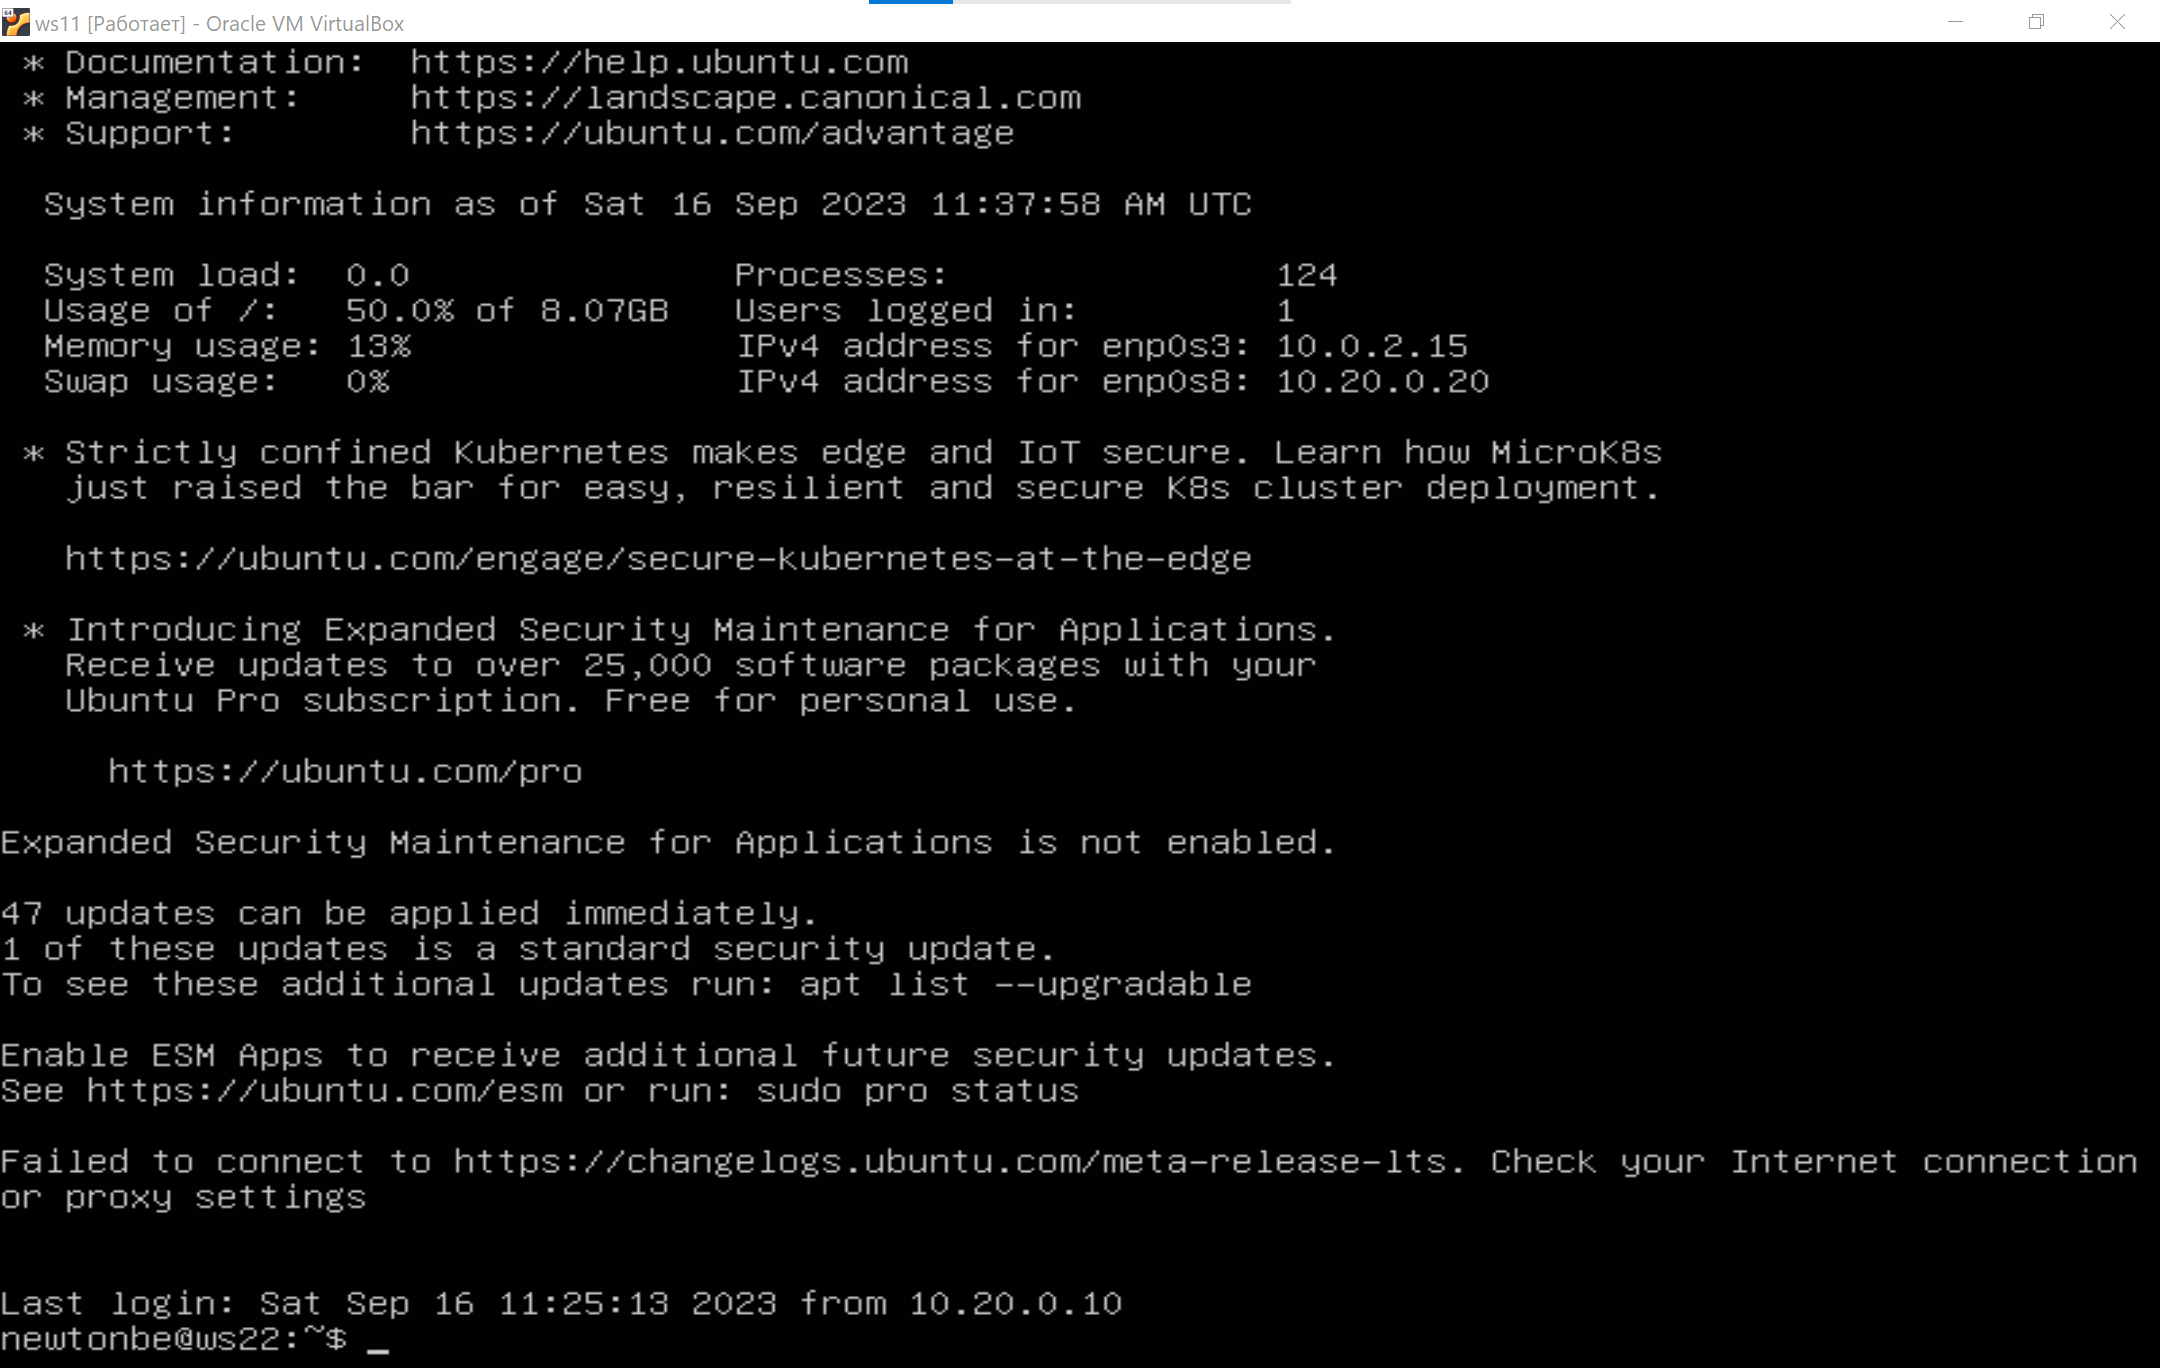 64
ws11 [Работает] - Oracle VM VirtualBox
* Documentation:  https://help.ubuntu.com
* Management:     https://landscape.canonical.com
* Support:        https://ubuntu.com/advantage
System information as of Sat 16 Sep 2023 11:37:58 AM UTC
System load:  0.0               Processes:               124
Usage of /:   50.0% of 8.07GB   Users logged in:         1
Memory usage: 13%               IPv4 address for enp0s3: 10.0.2.15
Swap usage:   0%                IPv4 address for enp0s8: 10.20.0.20
* Strictly confined Kubernetes makes edge and IoT secure. Learn how MicroK8s
just raised the bar for easy, resilient and secure K8s cluster deployment.
https://ubuntu.com/engage/secure-kubernetes-at-the-edge
* Introducing Expanded Security Maintenance for Applications.
Receive updates to over 25,000 software packages with your
Ubuntu Pro subscription. Free for personal use.
https://ubuntu.com/pro
Expanded Security Maintenance for Applications is not enabled.
47 updates can be applied immediately.
1 of these updates is a standard security update.
To see these additional updates run: apt list --upgradable
Enable ESM Apps to receive additional future security updates.
See https://ubuntu.com/esm or run: sudo pro status
Failed to connect to https://changelogs.ubuntu.com/meta-release-lts. Check your Internet connection
or proxy settings
Last login: Sat Sep 16 11:25:13 2023 from 10.20.0.10
newtonbe@ws22:~$ _